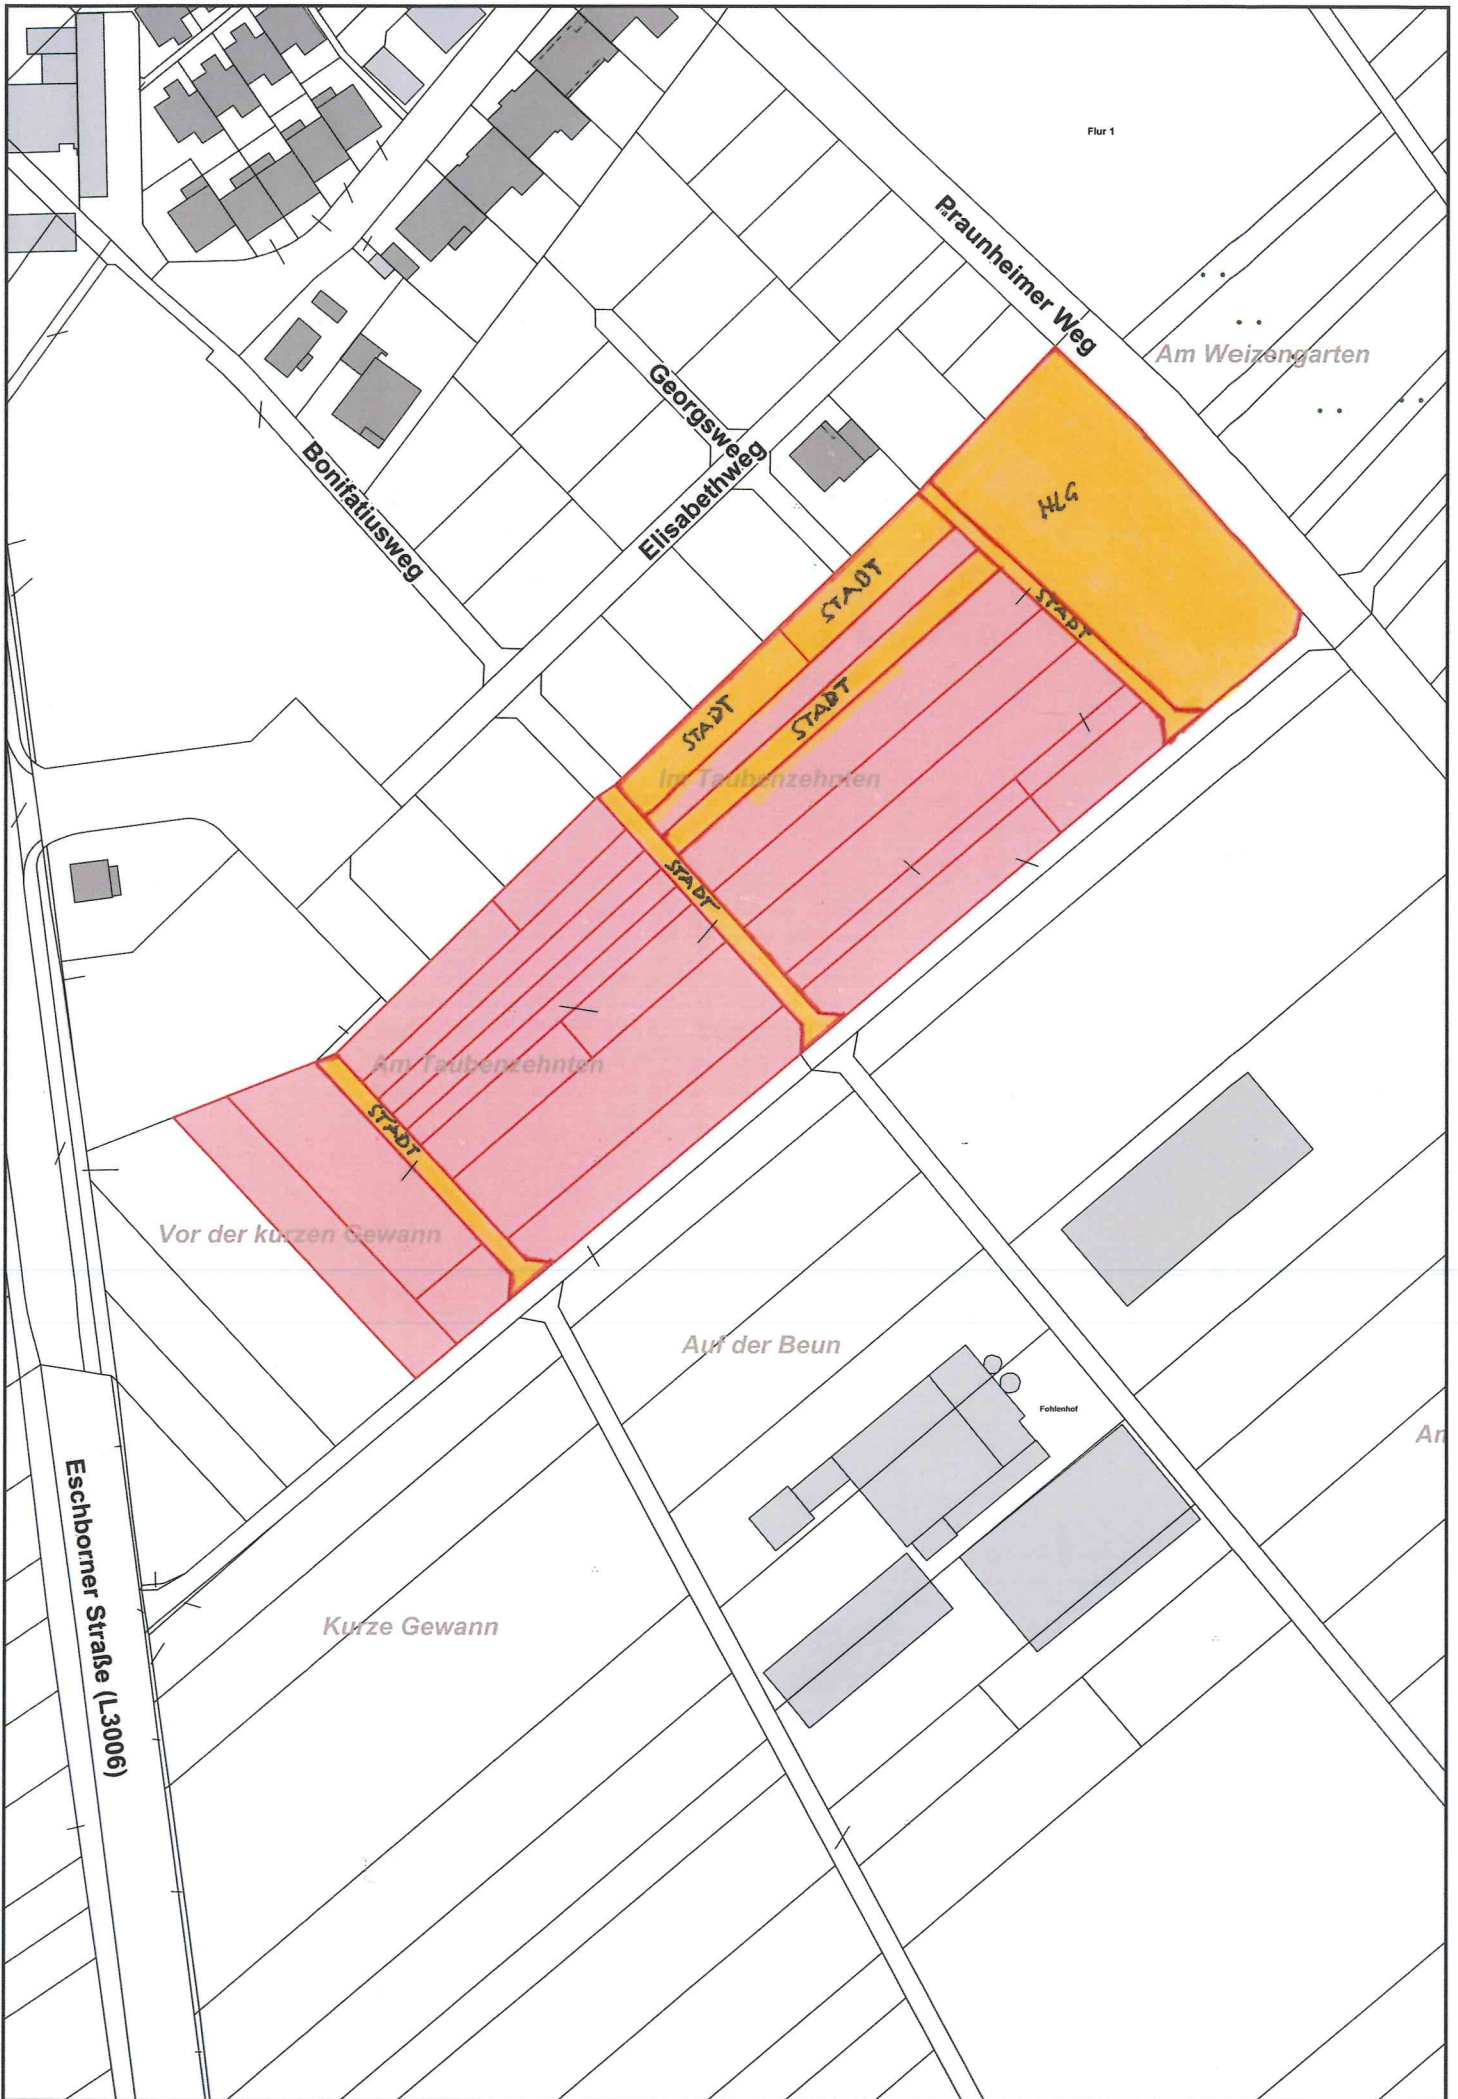 Flur 1
Praunheimer Weg
Am Weizengarten
Georgsweg
Elisabethweg
Bonifatiusweg
HLG
STADT
STADT
STADT
STADT
Im Taubenzehnten
STADT
Am Taubenzehnten
STADT
Vor der kurzen Gewann
Auf der Beun
Fohlenhof
Am
Eschborner Straße (L3006)
Kurze Gewann